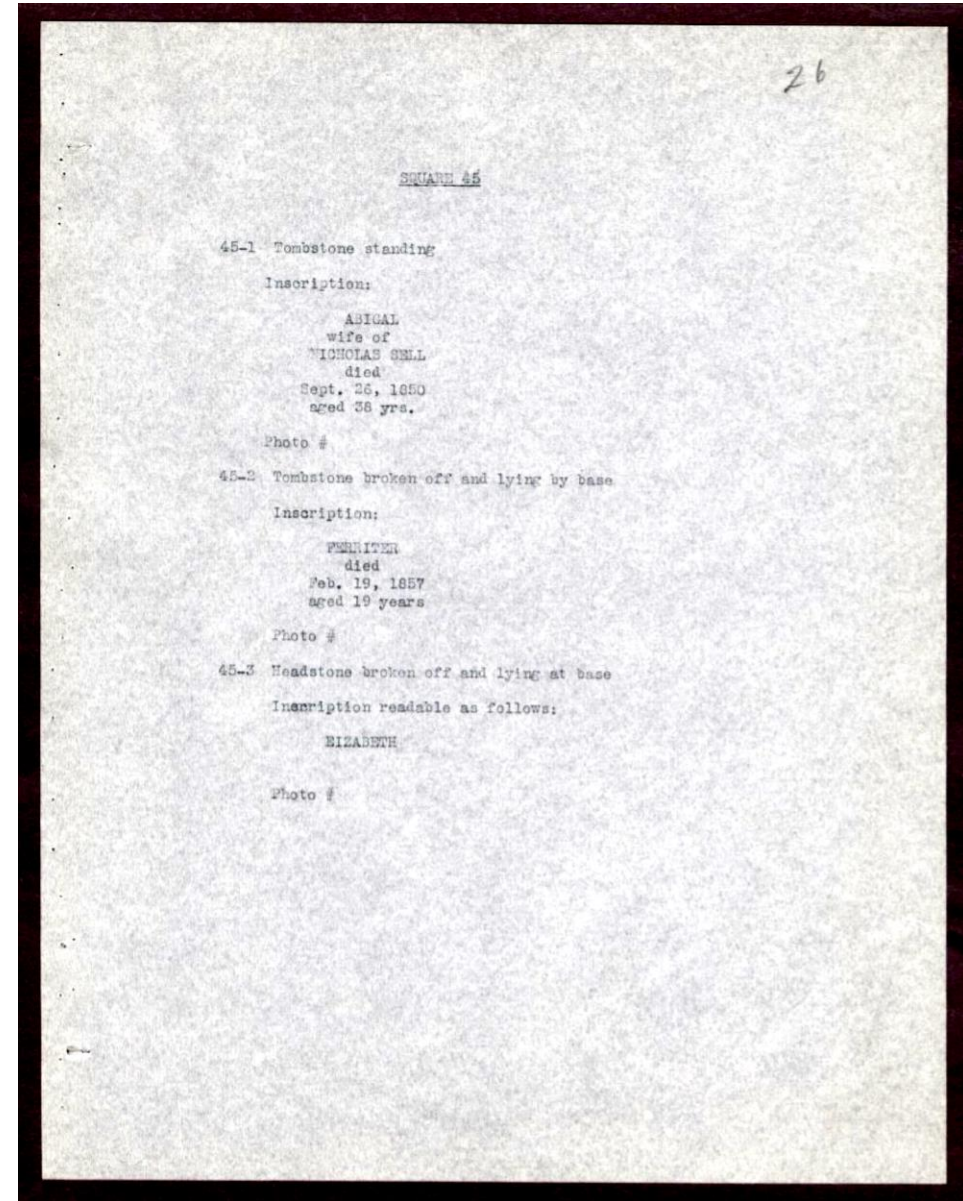 26
SQUARE 45
45-1 Tombstone standing
Inscription:
ABIGAL
wife of
NICHOLAS SELL
died
Sept. 26, 1850
aged 38 yrs.
Photo #
45-2 Tombstone broken off and lying by base
Inscription:
FERRITER
died
Feb. 19, 1857
aged 19 years
Photo #
45-3 Headstone broken off and lying at base
Inscription readable as follows:
EIZABETH
Photo #